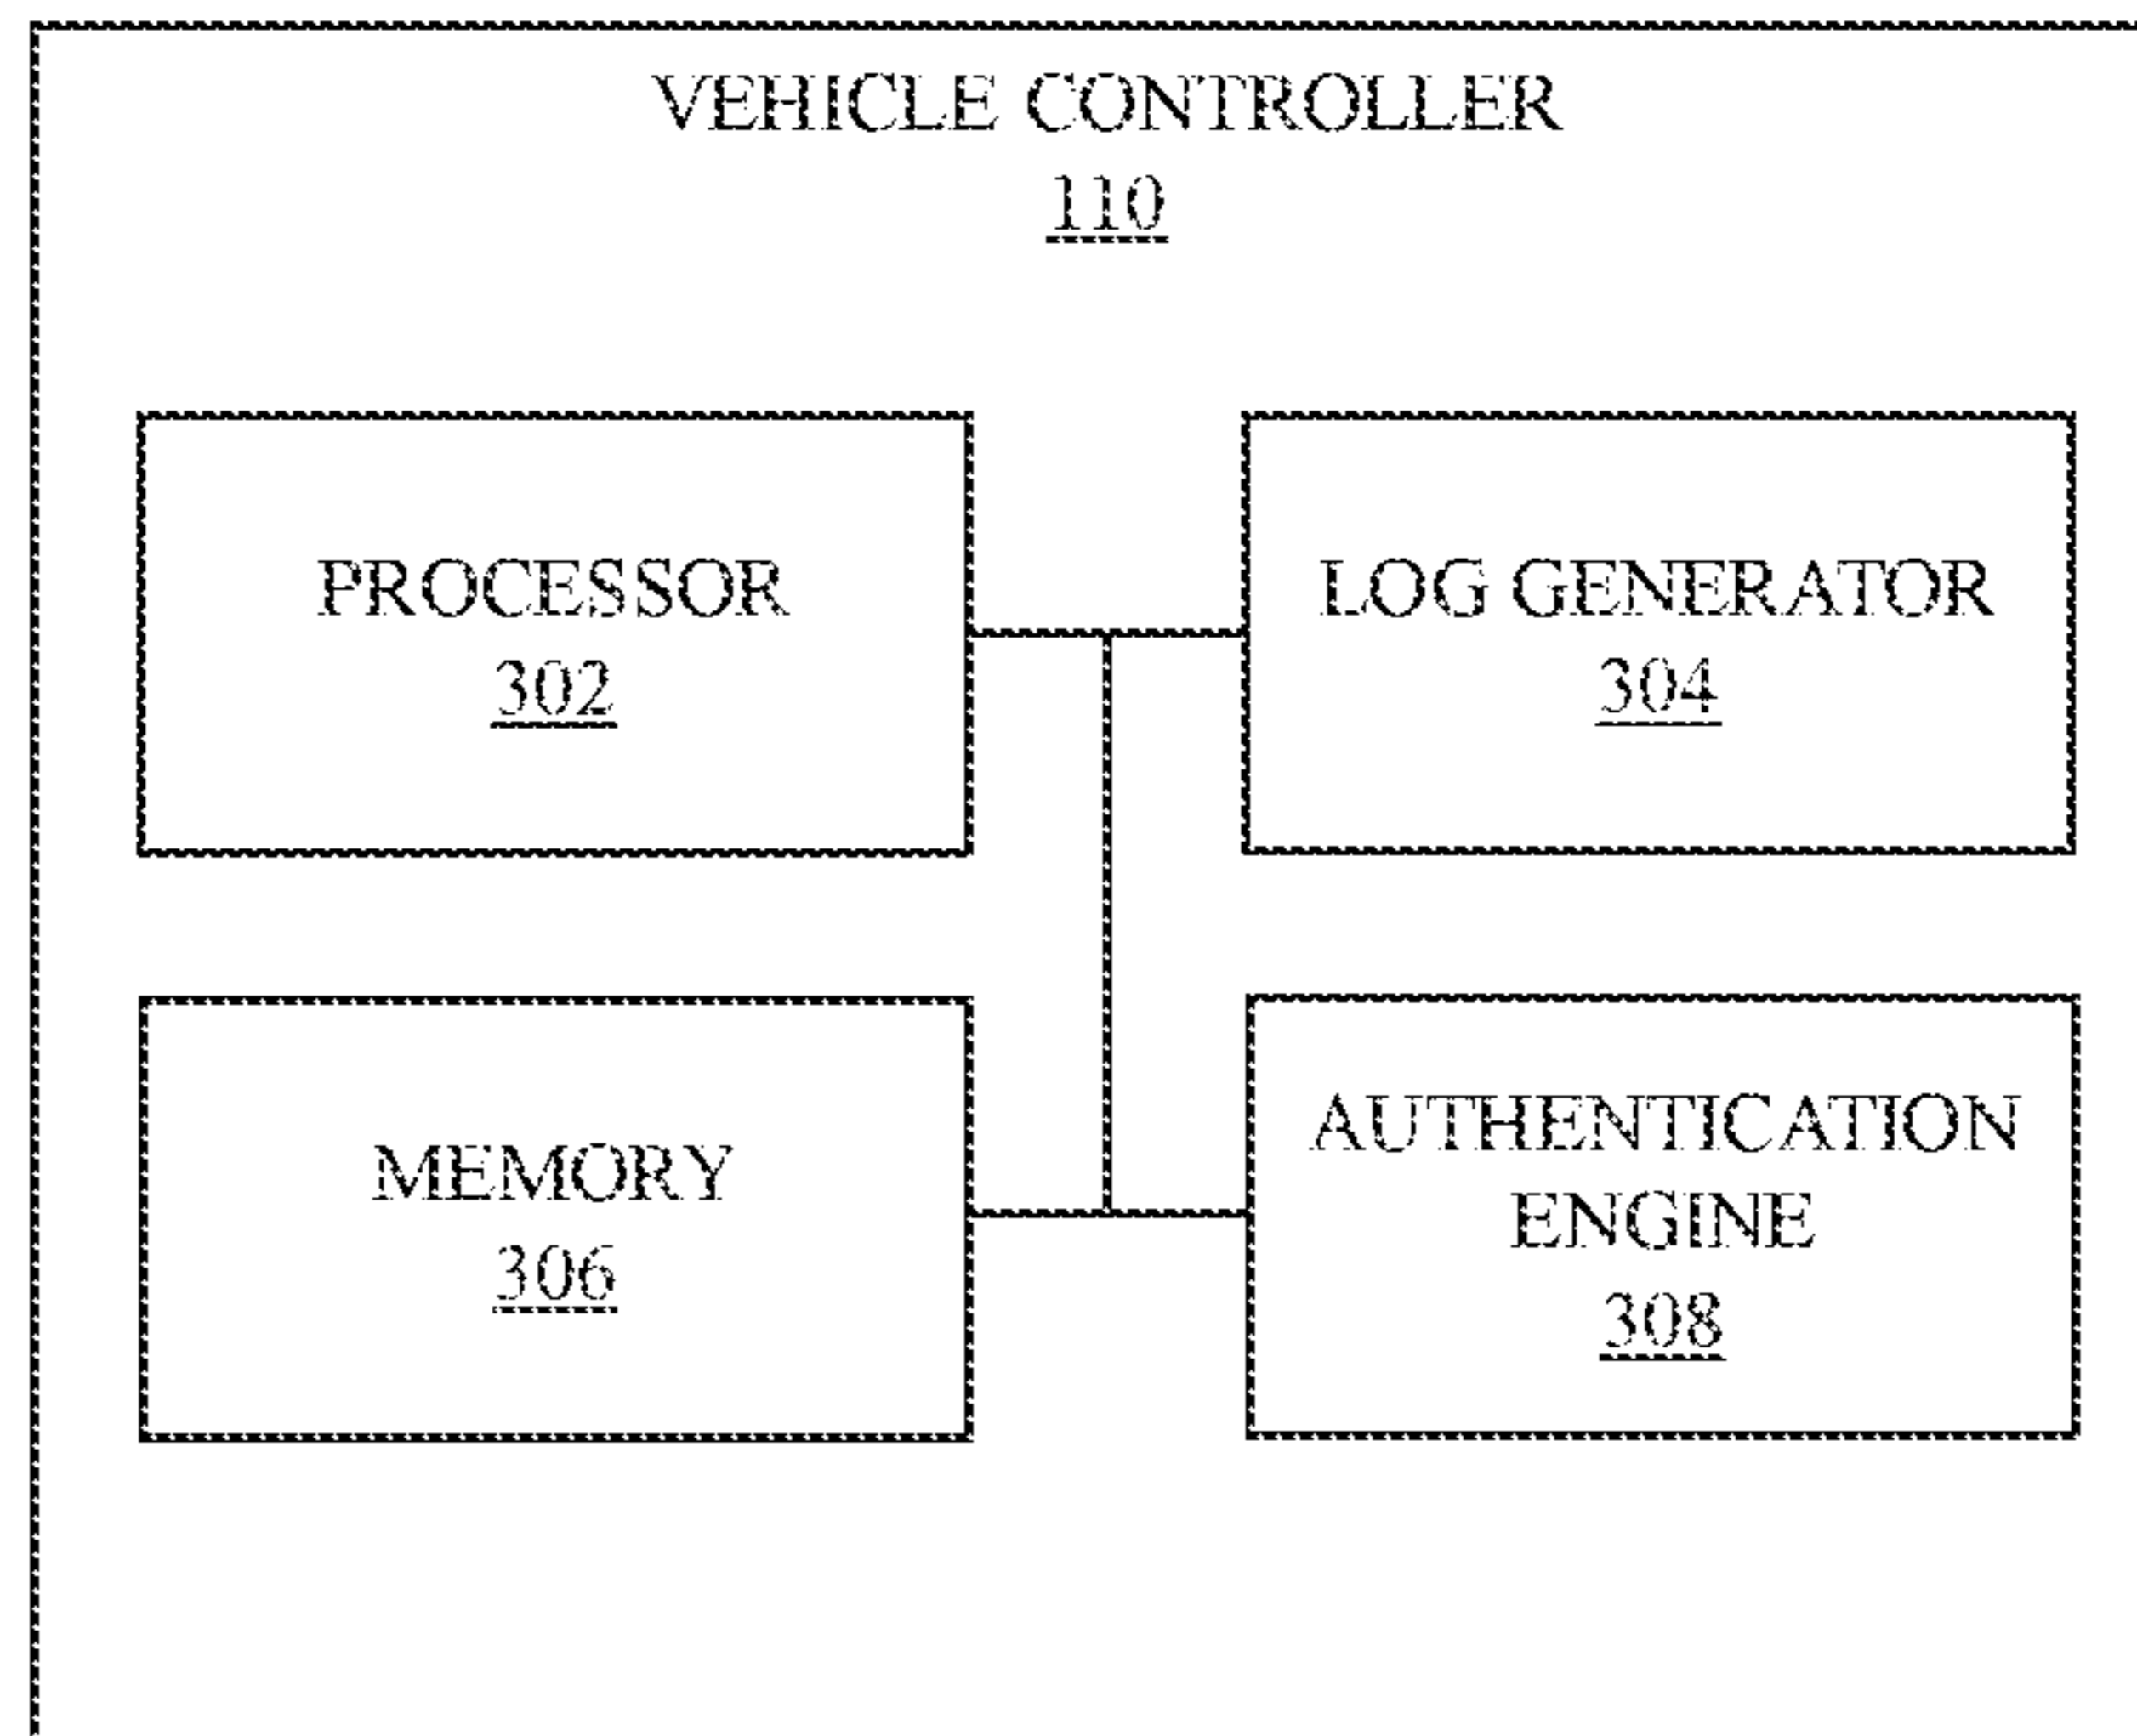 VEHICLE CONTROLLER
110
PROCESSOR
302
LOG GENERATOR
304
MEMORY
306
AUTHENTICATION
ENGINE
308